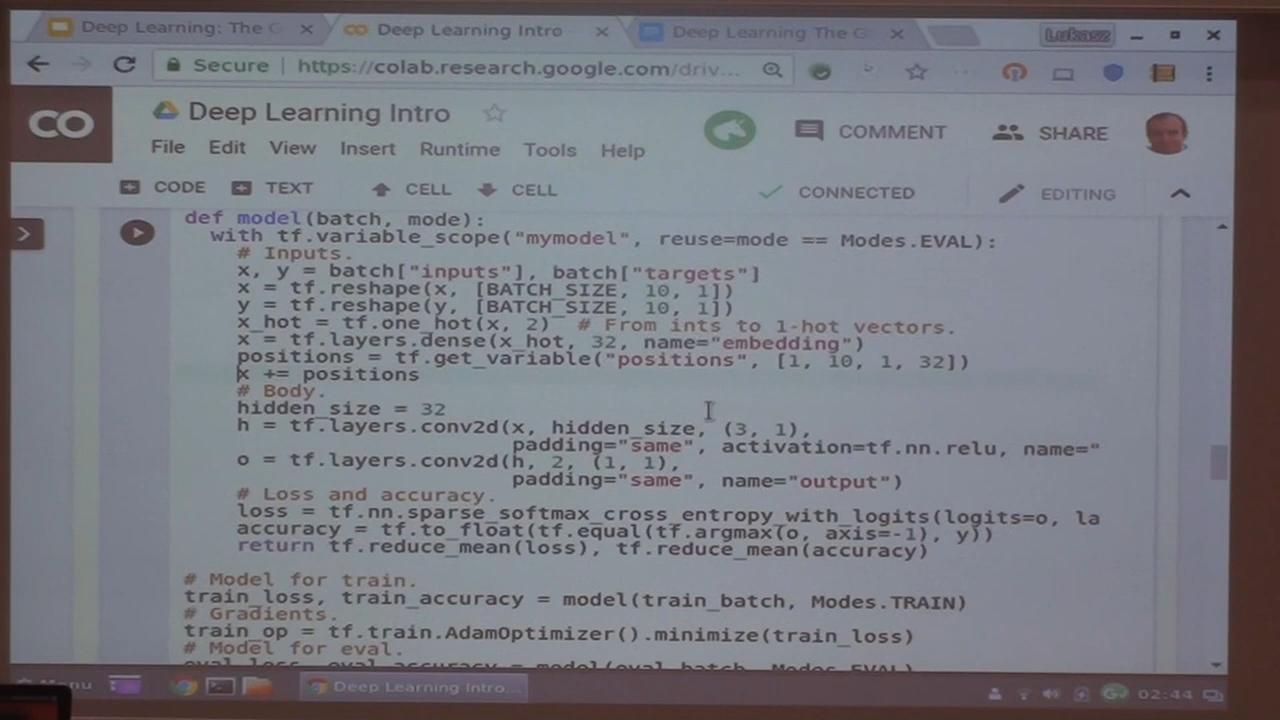 Deep Learning: The G
Deep Learning Intro
Deep Learning The G
Lukasz
Secure
https://colab.research.google.com/driv...
CO
Deep Learning Intro
COMMENT
SHARE
File Edit View Insert Runtime Tools Help
CODE TEXT CELL CELL
CONNECTED
EDITING
def model(batch, mode):
with tf.variable_scope("mymodel", reuse=mode == Modes.EVAL):
# Inputs.
x, y = batch["inputs"], batch["targets"]
x = tf.reshape(x, [BATCH_SIZE, 10, 1])
y = tf.reshape(y, [BATCH_SIZE, 10, 1])
x_hot = tf.one_hot(x, 2) # From ints to 1-hot vectors.
x = tf.layers.dense(x_hot, 32, name="embedding")
positions = tf.get_variable("positions", [1, 10, 1, 32])
x += positions
# Body.
hidden_size = 32
h = tf.layers.conv2d(x, hidden_size, (3, 1),
padding="same", activation=tf.nn.relu, name="
o = tf.layers.conv2d(h, 2, (1, 1),
padding="same", name="output")
# Loss and accuracy.
loss = tf.nn.sparse_softmax_cross_entropy_with_logits(logits=o, la
accuracy = tf.to_float(tf.equal(tf.argmax(o, axis=-1), y))
return tf.reduce_mean(loss), tf.reduce_mean(accuracy)
# Model for train.
train_loss, train_accuracy = model(train_batch, Modes.TRAIN)
# Gradients.
train_op = tf.train.AdamOptimizer().minimize(train_loss)
# Model for eval.
eval_loss, eval_accuracy = model(eval_batch, Modes.EVAL)
Menu
Deep Learning Intro...
02:44